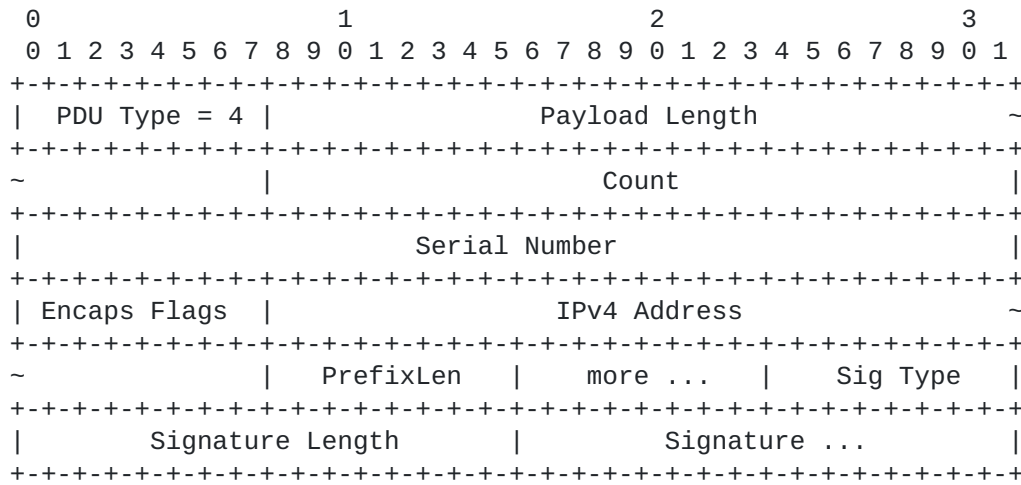 0                   1                   2                   3
 0 1 2 3 4 5 6 7 8 9 0 1 2 3 4 5 6 7 8 9 0 1 2 3 4 5 6 7 8 9 0 1
+-+-+-+-+-+-+-+-+-+-+-+-+-+-+-+-+-+-+-+-+-+-+-+-+-+-+-+-+-+-+-+-+
|  PDU Type = 4 |                 Payload Length                ~
+-+-+-+-+-+-+-+-+-+-+-+-+-+-+-+-+-+-+-+-+-+-+-+-+-+-+-+-+-+-+-+-+
~               |                     Count                     |
+-+-+-+-+-+-+-+-+-+-+-+-+-+-+-+-+-+-+-+-+-+-+-+-+-+-+-+-+-+-+-+-+
|                         Serial Number                         |
+-+-+-+-+-+-+-+-+-+-+-+-+-+-+-+-+-+-+-+-+-+-+-+-+-+-+-+-+-+-+-+-+
| Encaps Flags  |                  IPv4 Address                 ~
+-+-+-+-+-+-+-+-+-+-+-+-+-+-+-+-+-+-+-+-+-+-+-+-+-+-+-+-+-+-+-+-+
~               |   PrefixLen   |    more ...   |    Sig Type   |
+-+-+-+-+-+-+-+-+-+-+-+-+-+-+-+-+-+-+-+-+-+-+-+-+-+-+-+-+-+-+-+-+
|        Signature Length       |         Signature ...         |
+-+-+-+-+-+-+-+-+-+-+-+-+-+-+-+-+-+-+-+-+-+-+-+-+-+-+-+-+-+-+-+-+